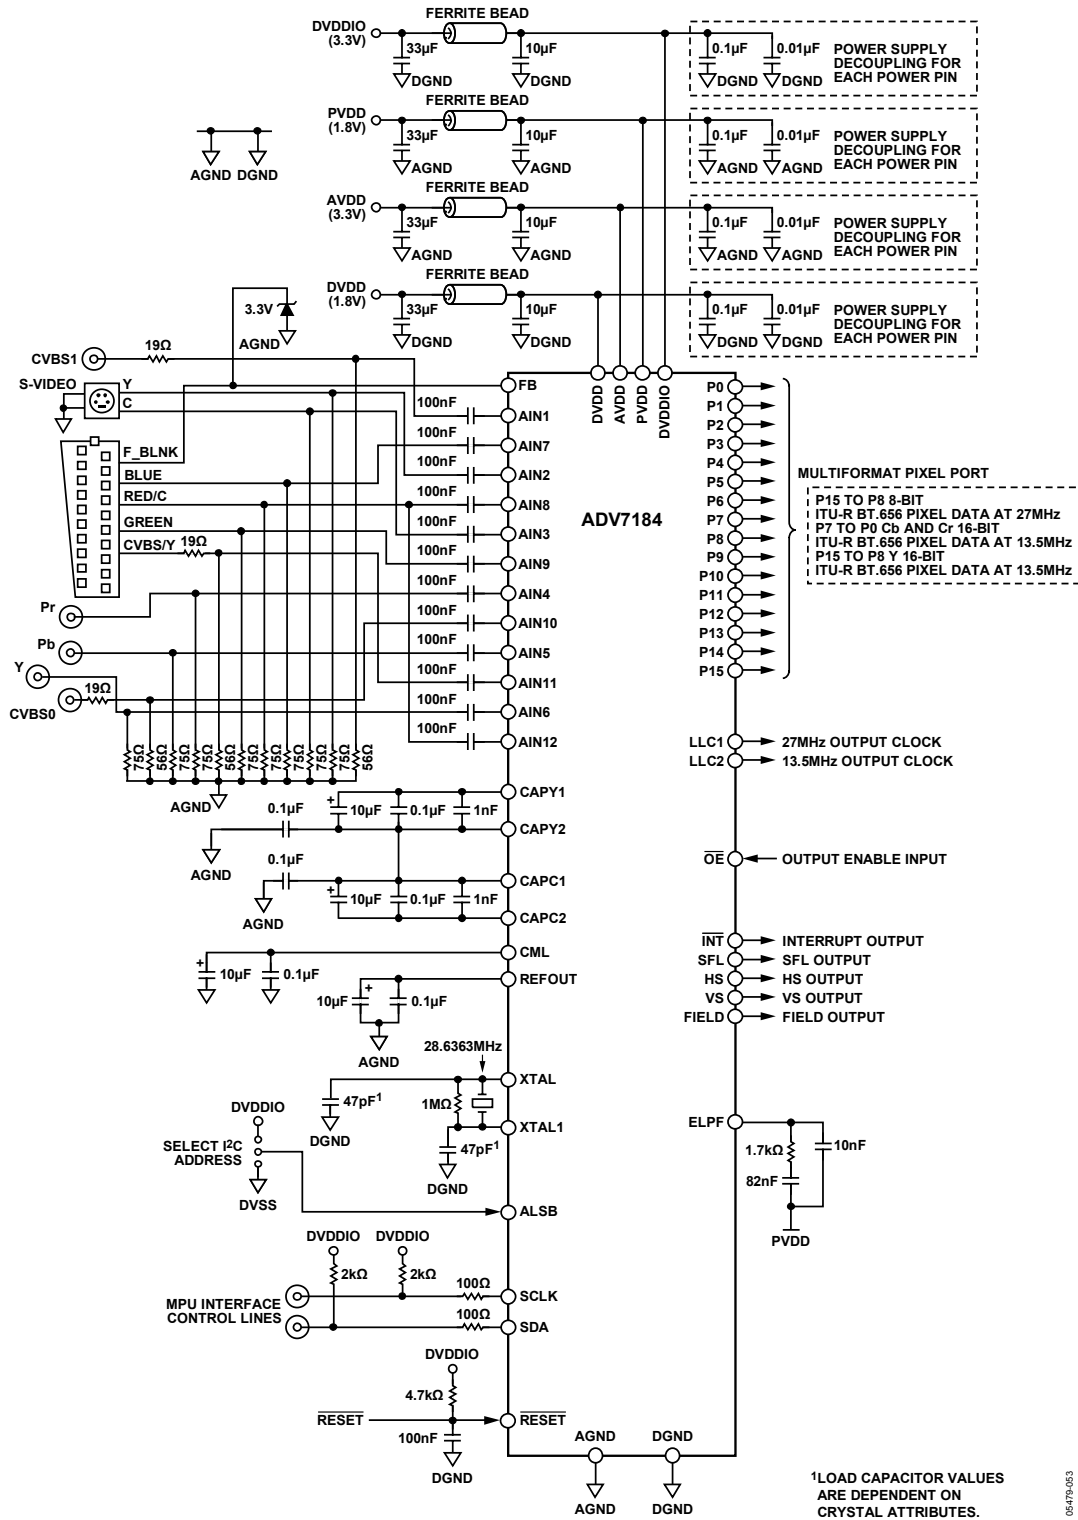 FERRITE BEAD
DVDDIO
(3.3V)
33µF
10µF
0.1µF
0.01µF
DGND
DGND
DGND
DGND
POWER SUPPLY
DECOUPLING FOR
EACH POWER PIN
FERRITE BEAD
PVDD
(1.8V)
33µF
10µF
0.1µF
0.01µF
AGND
AGND
AGND
AGND
POWER SUPPLY
DECOUPLING FOR
EACH POWER PIN
AGND DGND
FERRITE BEAD
AVDD
(3.3V)
33µF
10µF
0.1µF
0.01µF
AGND
AGND
AGND
AGND
POWER SUPPLY
DECOUPLING FOR
EACH POWER PIN
FERRITE BEAD
DVDD
(1.8V)
33µF
10µF
0.1µF
0.01µF
DGND
DGND
DGND
DGND
POWER SUPPLY
DECOUPLING FOR
EACH POWER PIN
3.3V
AGND
CVBS1
19Ω
S-VIDEO
Y
C
F_BLNK
BLUE
RED/C
GREEN
CVBS/Y
19Ω
Pr
Pb
Y
19Ω
CVBS0
75Ω
56Ω
75Ω
75Ω
56Ω
75Ω
75Ω
75Ω
75Ω
75Ω
56Ω
AGND
FB
100nF
AIN1
100nF
AIN7
100nF
AIN2
100nF
AIN8
100nF
AIN3
100nF
AIN9
100nF
AIN4
100nF
AIN10
100nF
AIN5
100nF
AIN11
100nF
AIN6
100nF
AIN12
DVDD
AVDD
PVDD
DVDDIO
ADV7184
P0
P1
P2
P3
P4
P5
P6
P7
P8
P9
P10
P11
P12
P13
P14
P15
MULTIFORMAT PIXEL PORT
P15 TO P8 8-BIT
ITU-R BT.656 PIXEL DATA AT 27MHz
P7 TO P0 Cb AND Cr 16-BIT
ITU-R BT.656 PIXEL DATA AT 13.5MHz
P15 TO P8 Y 16-BIT
ITU-R BT.656 PIXEL DATA AT 13.5MHz
LLC1
27MHz OUTPUT CLOCK
LLC2
13.5MHz OUTPUT CLOCK
CAPY1
0.1µF
+
10µF
0.1µF
1nF
CAPY2
AGND
OE
OUTPUT ENABLE INPUT
0.1µF
CAPC1
+
10µF
0.1µF
1nF
AGND
CAPC2
INT
INTERRUPT OUTPUT
SFL
SFL OUTPUT
HS
HS OUTPUT
VS
VS OUTPUT
FIELD
FIELD OUTPUT
CML
+
10µF
0.1µF
REFOUT
10µF
+
0.1µF
AGND
28.6363MHz
XTAL
47pF1
1MΩ
DGND
XTAL1
47pF1
DGND
ELPF
1.7kΩ
10nF
82nF
PVDD
DVDDIO
SELECT I2C
ADDRESS
DVSS
ALSB
DVDDIO
DVDDIO
2kΩ
2kΩ
MPU INTERFACE
CONTROL LINES
100Ω
SCLK
100Ω
SDA
DVDDIO
4.7kΩ
RESET
RESET
100nF
DGND
AGND
DGND
AGND
DGND
1LOAD CAPACITOR VALUES
ARE DEPENDENT ON
CRYSTAL ATTRIBUTES.
05479-053